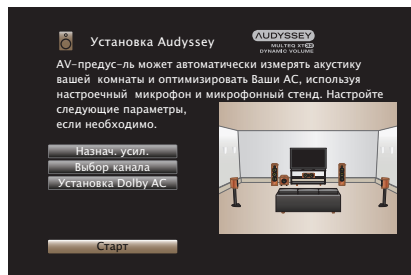 Установка Audyssey
AUDYSSEY
MULTEQ XT32
DYNAMIC VOLUME
AV-предус-ль может автоматически измерять акустику
вашей комнаты и оптимизировать Ваши АС, используя
настроечный микрофон и микрофонный стенд. Настройте
следующие параметры,
если необходимо.
Назнач. усил.
Выбор канала
Установка Dolby АС
Старт